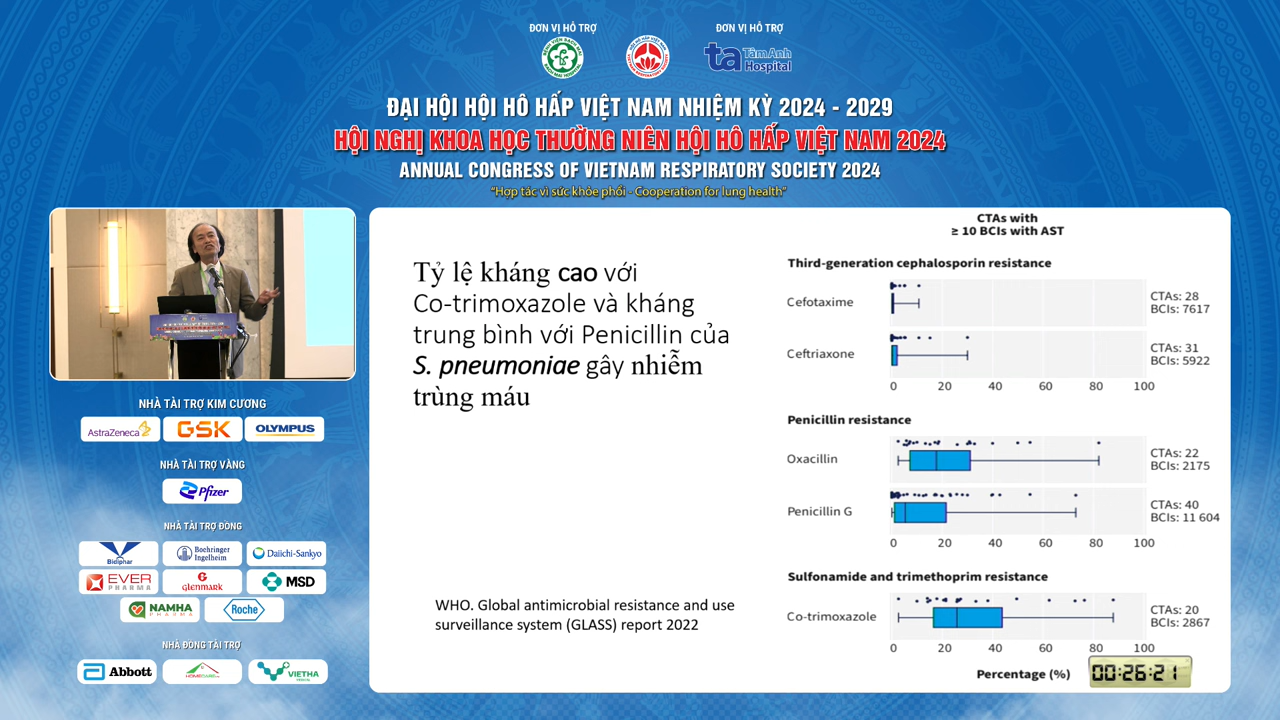 ĐƠN VỊ HỖ TRỢ
ĐƠN VỊ HỖ TRỢ
ta TâmAnh Hospital
ĐẠI HỘI HỘI HÔ HẤP VIỆT NAM NHIỆM KỲ 2024 - 2029
HỘI NGHỊ KHOA HỌC THƯỜNG NIÊN HỘI HÔ HẤP VIỆT NAM 2024
ANNUAL CONGRESS OF VIETNAM RESPIRATORY SOCIETY 2024
“Hợp tác vì sức khỏe phổi - Cooperation for lung health”
NHÀ TÀI TRỢ KIM CƯƠNG
AstraZeneca GSK OLYMPUS
NHÀ TÀI TRỢ VÀNG
Pfizer
NHÀ TÀI TRỢ ĐỒNG
Bidiphar Boehringer Ingelheim Daiichi-Sankyo
EVER PHARMA GLENMARK MSD
NAMHA PHARMA Roche
NHÀ ĐỒNG TÀI TRỢ
Abbott VIETHA
Tỷ lệ kháng cao với
Co-trimoxazole và kháng
trung bình với Penicillin của
S. pneumoniae gây nhiễm
trùng máu
WHO. Global antimicrobial resistance and use
surveillance system (GLASS) report 2022
CTAs with
≥ 10 BCIs with AST
Third-generation cephalosporin resistance
Cefotaxime
CTAs: 28
BCIs: 7617
Ceftriaxone
CTAs: 31
BCIs: 5922
0 20 40 60 80 100
Penicillin resistance
Oxacillin
CTAs: 22
BCIs: 2175
Penicillin G
CTAs: 40
BCIs: 11 604
0 20 40 60 80 100
Sulfonamide and trimethoprim resistance
Co-trimoxazole
CTAs: 20
BCIs: 2867
0 20 40 60 80 100
Percentage (%)
00:26:21